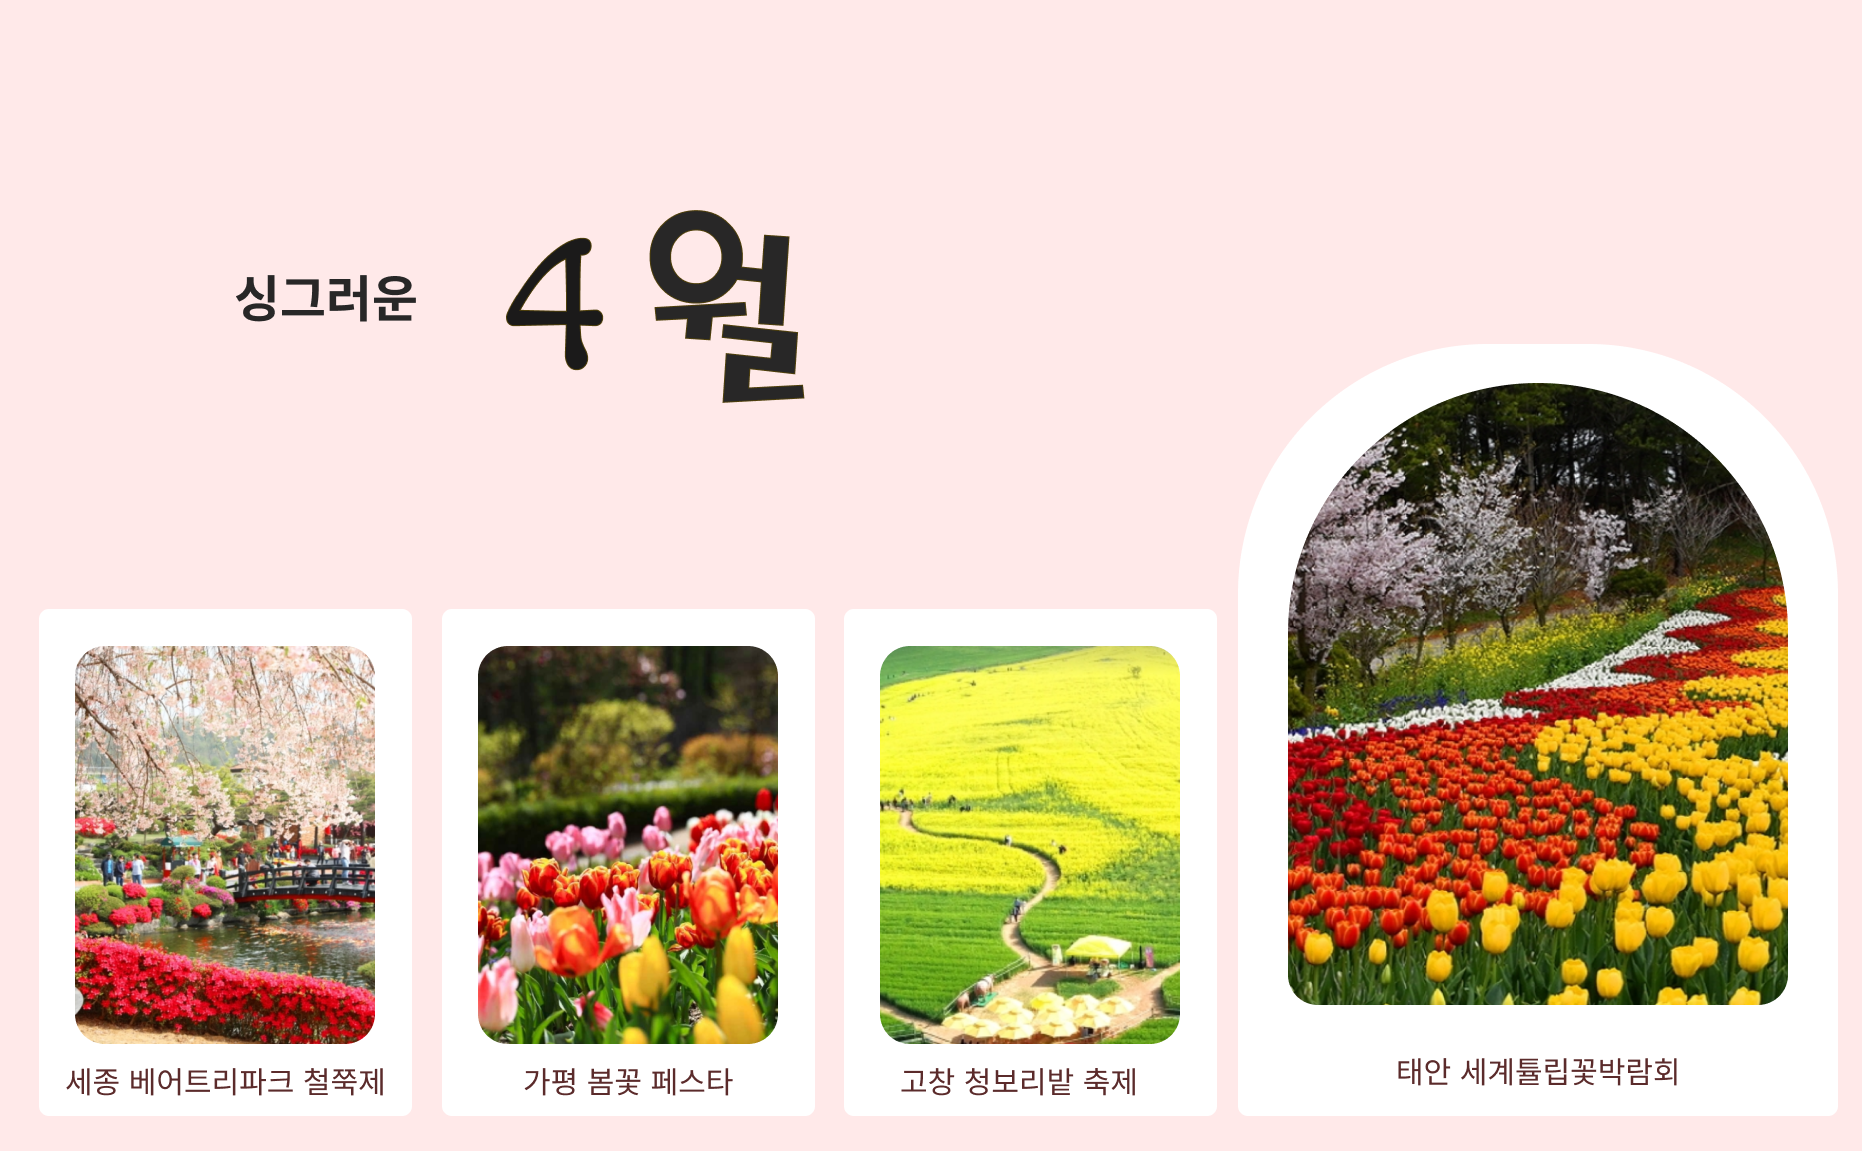 싱그러운 4월
세종 베어트리파크 철쭉제
가평 봄꽃 페스타
고창 청보리밭 축제
태안 세계튤립꽃박람회